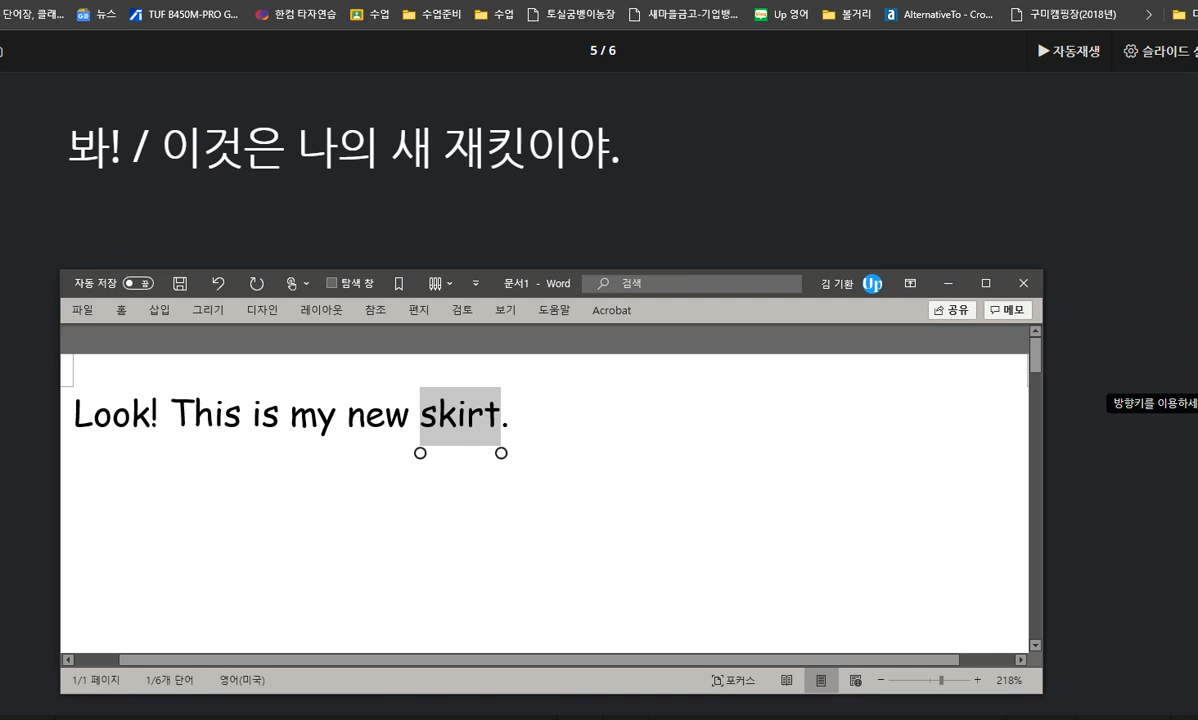 단어장, 클래... 뉴스 TUF B450M-PRO G... 한컴 타자연습 수업 수업준비 수업 토실굼벵이농장 새마을금고-기업뱅... Up 영어 볼거리 AlternativeTo - Cro... 구미캠핑장(2018년)
5 / 6 자동재생 슬라이드
봐! / 이것은 나의 새 재킷이야.
자동 저장 끔 탐색 창 문서1 - Word 검색 김 기환 Up
파일 홈 삽입 그리기 디자인 레이아웃 참조 편지 검토 보기 도움말 Acrobat 공유 메모
방향키를 이용하세
Look! This is my new skirt.
1/1 페이지 1/6개 단어 영어(미국) 포커스 218%